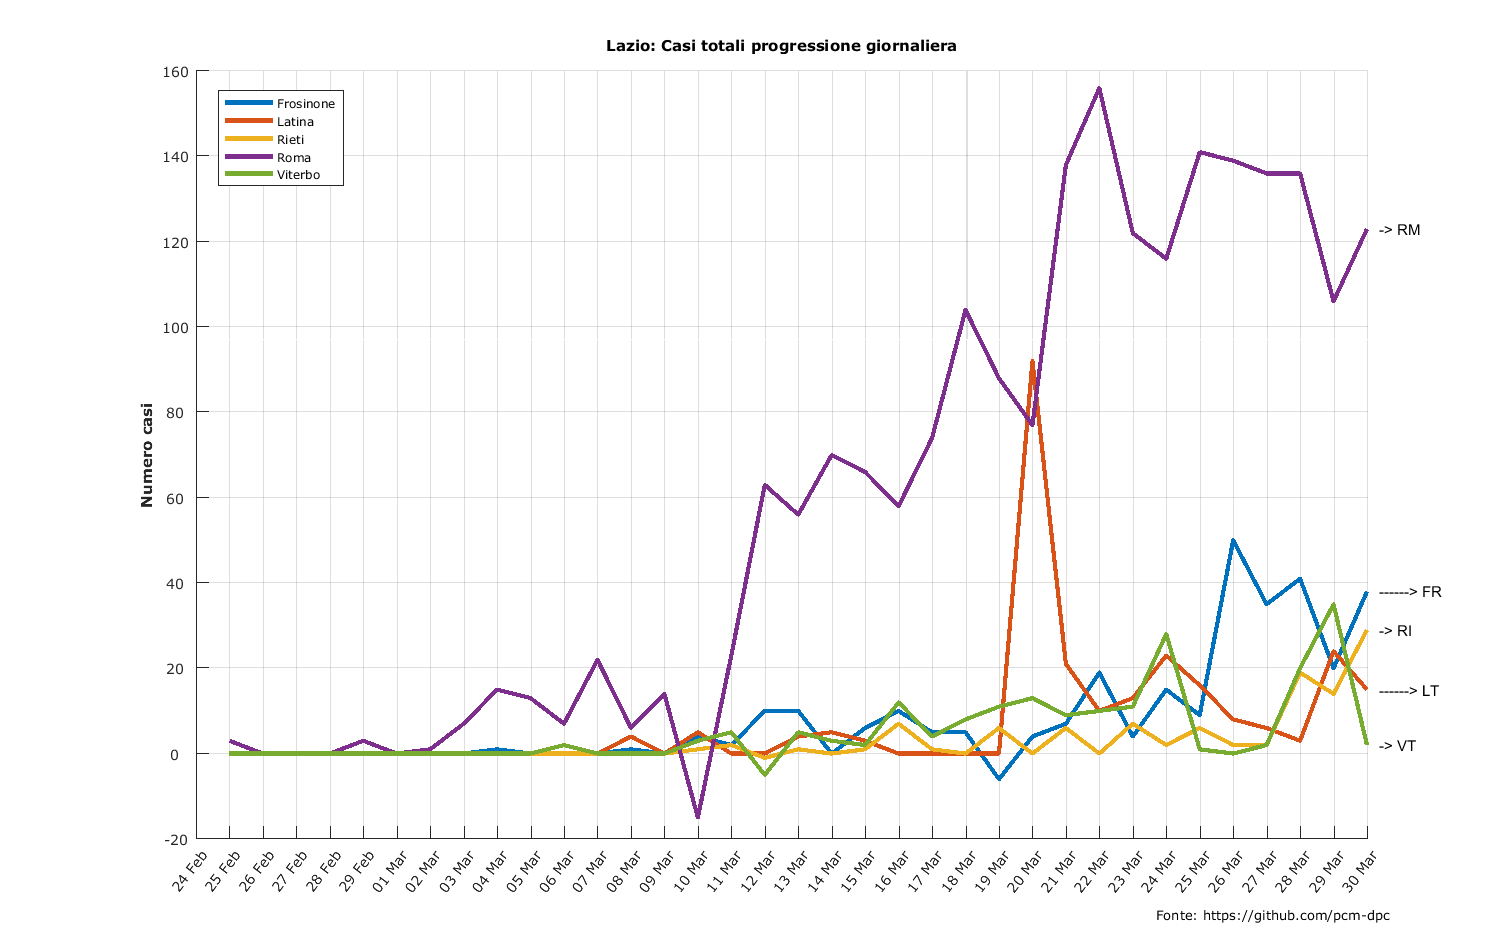 Lazio: Casi totali progressione giornaliera
160
140
120
100
80
60
40
20
0
-20
Numero casi
Frosinone
Latina
Rieti
Roma
Viterbo
-> RM
------> FR
-> RI
------> LT
-> VT
24 Feb
25 Feb
26 Feb
27 Feb
28 Feb
29 Feb
01 Mar
02 Mar
03 Mar
04 Mar
05 Mar
06 Mar
07 Mar
08 Mar
09 Mar
10 Mar
11 Mar
12 Mar
13 Mar
14 Mar
15 Mar
16 Mar
17 Mar
18 Mar
19 Mar
20 Mar
21 Mar
22 Mar
23 Mar
24 Mar
25 Mar
26 Mar
27 Mar
28 Mar
29 Mar
30 Mar
Fonte: https://github.com/pcm-dpc